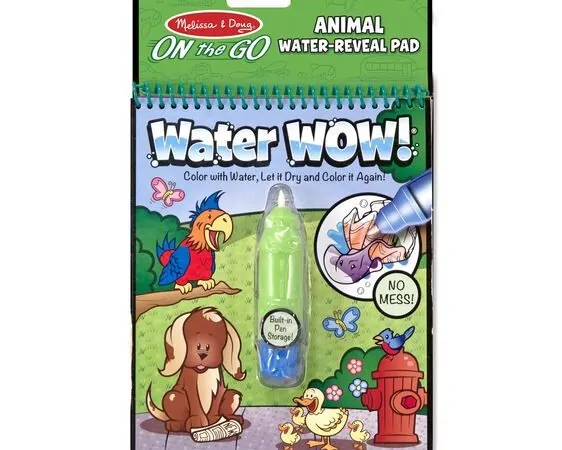 Melissa & Doug
ON the GO
ANIMAL
WATER-REVEAL PAD
Water WOW!
Color with Water, Let it Dry and Color it Again!
NO
MESS!
Built-in
Pen
Storage!